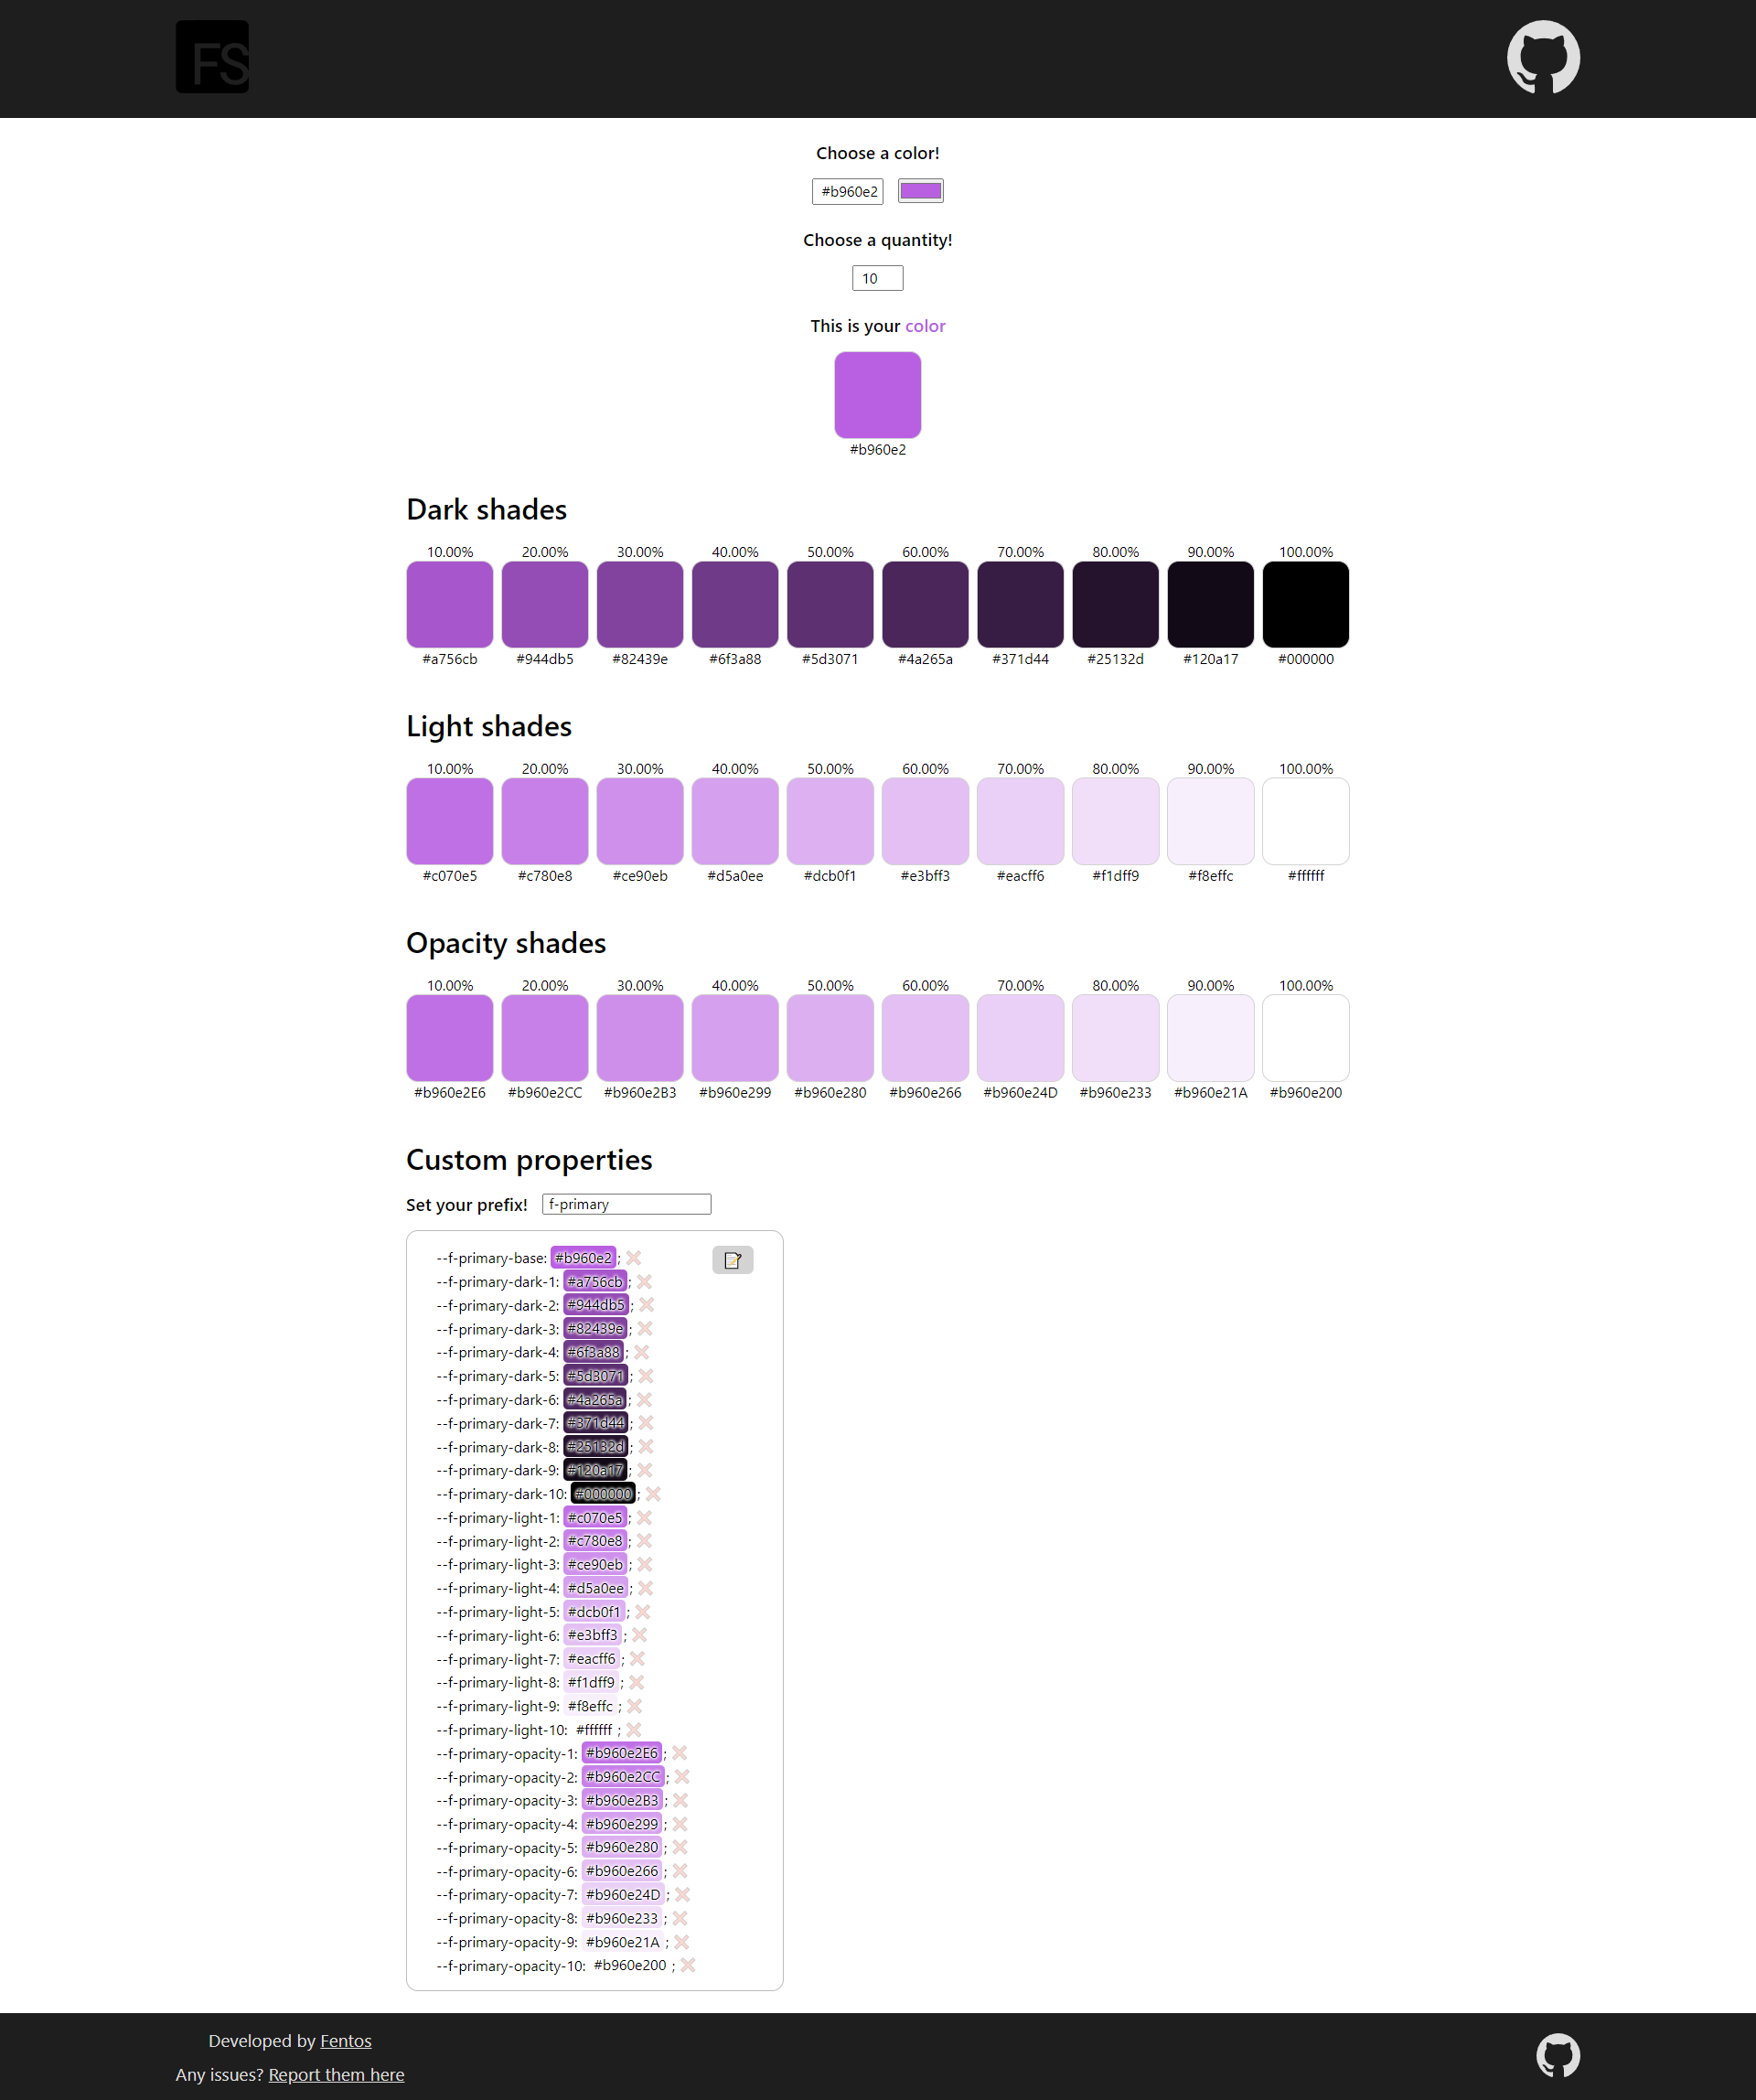 FS
Choose a color!
#b960e2
Choose a quantity!
10
This is your color
#b960e2
Dark shades
10.00% 20.00% 30.00% 40.00% 50.00% 60.00% 70.00% 80.00% 90.00% 100.00%
#a756cb #944db5 #82439e #6f3a88 #5d3071 #4a265a #371d44 #25132d #120a17 #000000
Light shades
10.00% 20.00% 30.00% 40.00% 50.00% 60.00% 70.00% 80.00% 90.00% 100.00%
#c070e5 #c780e8 #ce90eb #d5a0ee #dcb0f1 #e3bff3 #eacff6 #f1dff9 #f8effc #ffffff
Opacity shades
10.00% 20.00% 30.00% 40.00% 50.00% 60.00% 70.00% 80.00% 90.00% 100.00%
#b960e2E6 #b960e2CC #b960e2B3 #b960e299 #b960e280 #b960e266 #b960e24D #b960e233 #b960e21A #b960e200
Custom properties
Set your prefix! f-primary
--f-primary-base: #b960e2;
--f-primary-dark-1: #a756cb;
--f-primary-dark-2: #944db5;
--f-primary-dark-3: #82439e;
--f-primary-dark-4: #6f3a88;
--f-primary-dark-5: #5d3071;
--f-primary-dark-6: #4a265a;
--f-primary-dark-7: #371d44;
--f-primary-dark-8: #25132d;
--f-primary-dark-9: #120a17;
--f-primary-dark-10: #000000;
--f-primary-light-1: #c070e5;
--f-primary-light-2: #c780e8;
--f-primary-light-3: #ce90eb;
--f-primary-light-4: #d5a0ee;
--f-primary-light-5: #dcb0f1;
--f-primary-light-6: #e3bff3;
--f-primary-light-7: #eacff6;
--f-primary-light-8: #f1dff9;
--f-primary-light-9: #f8effc;
--f-primary-light-10: #ffffff;
--f-primary-opacity-1: #b960e2E6;
--f-primary-opacity-2: #b960e2CC;
--f-primary-opacity-3: #b960e2B3;
--f-primary-opacity-4: #b960e299;
--f-primary-opacity-5: #b960e280;
--f-primary-opacity-6: #b960e266;
--f-primary-opacity-7: #b960e24D;
--f-primary-opacity-8: #b960e233;
--f-primary-opacity-9: #b960e21A;
--f-primary-opacity-10: #b960e200;
Developed by Fentos
Any issues? Report them here